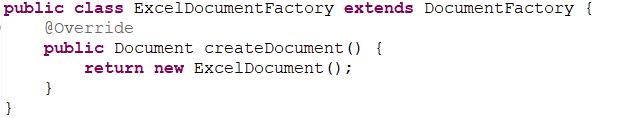 public class ExcelDocumentFactory extends DocumentFactory {
    @Override
    public Document createDocument() {
        return new ExcelDocument();
    }
}